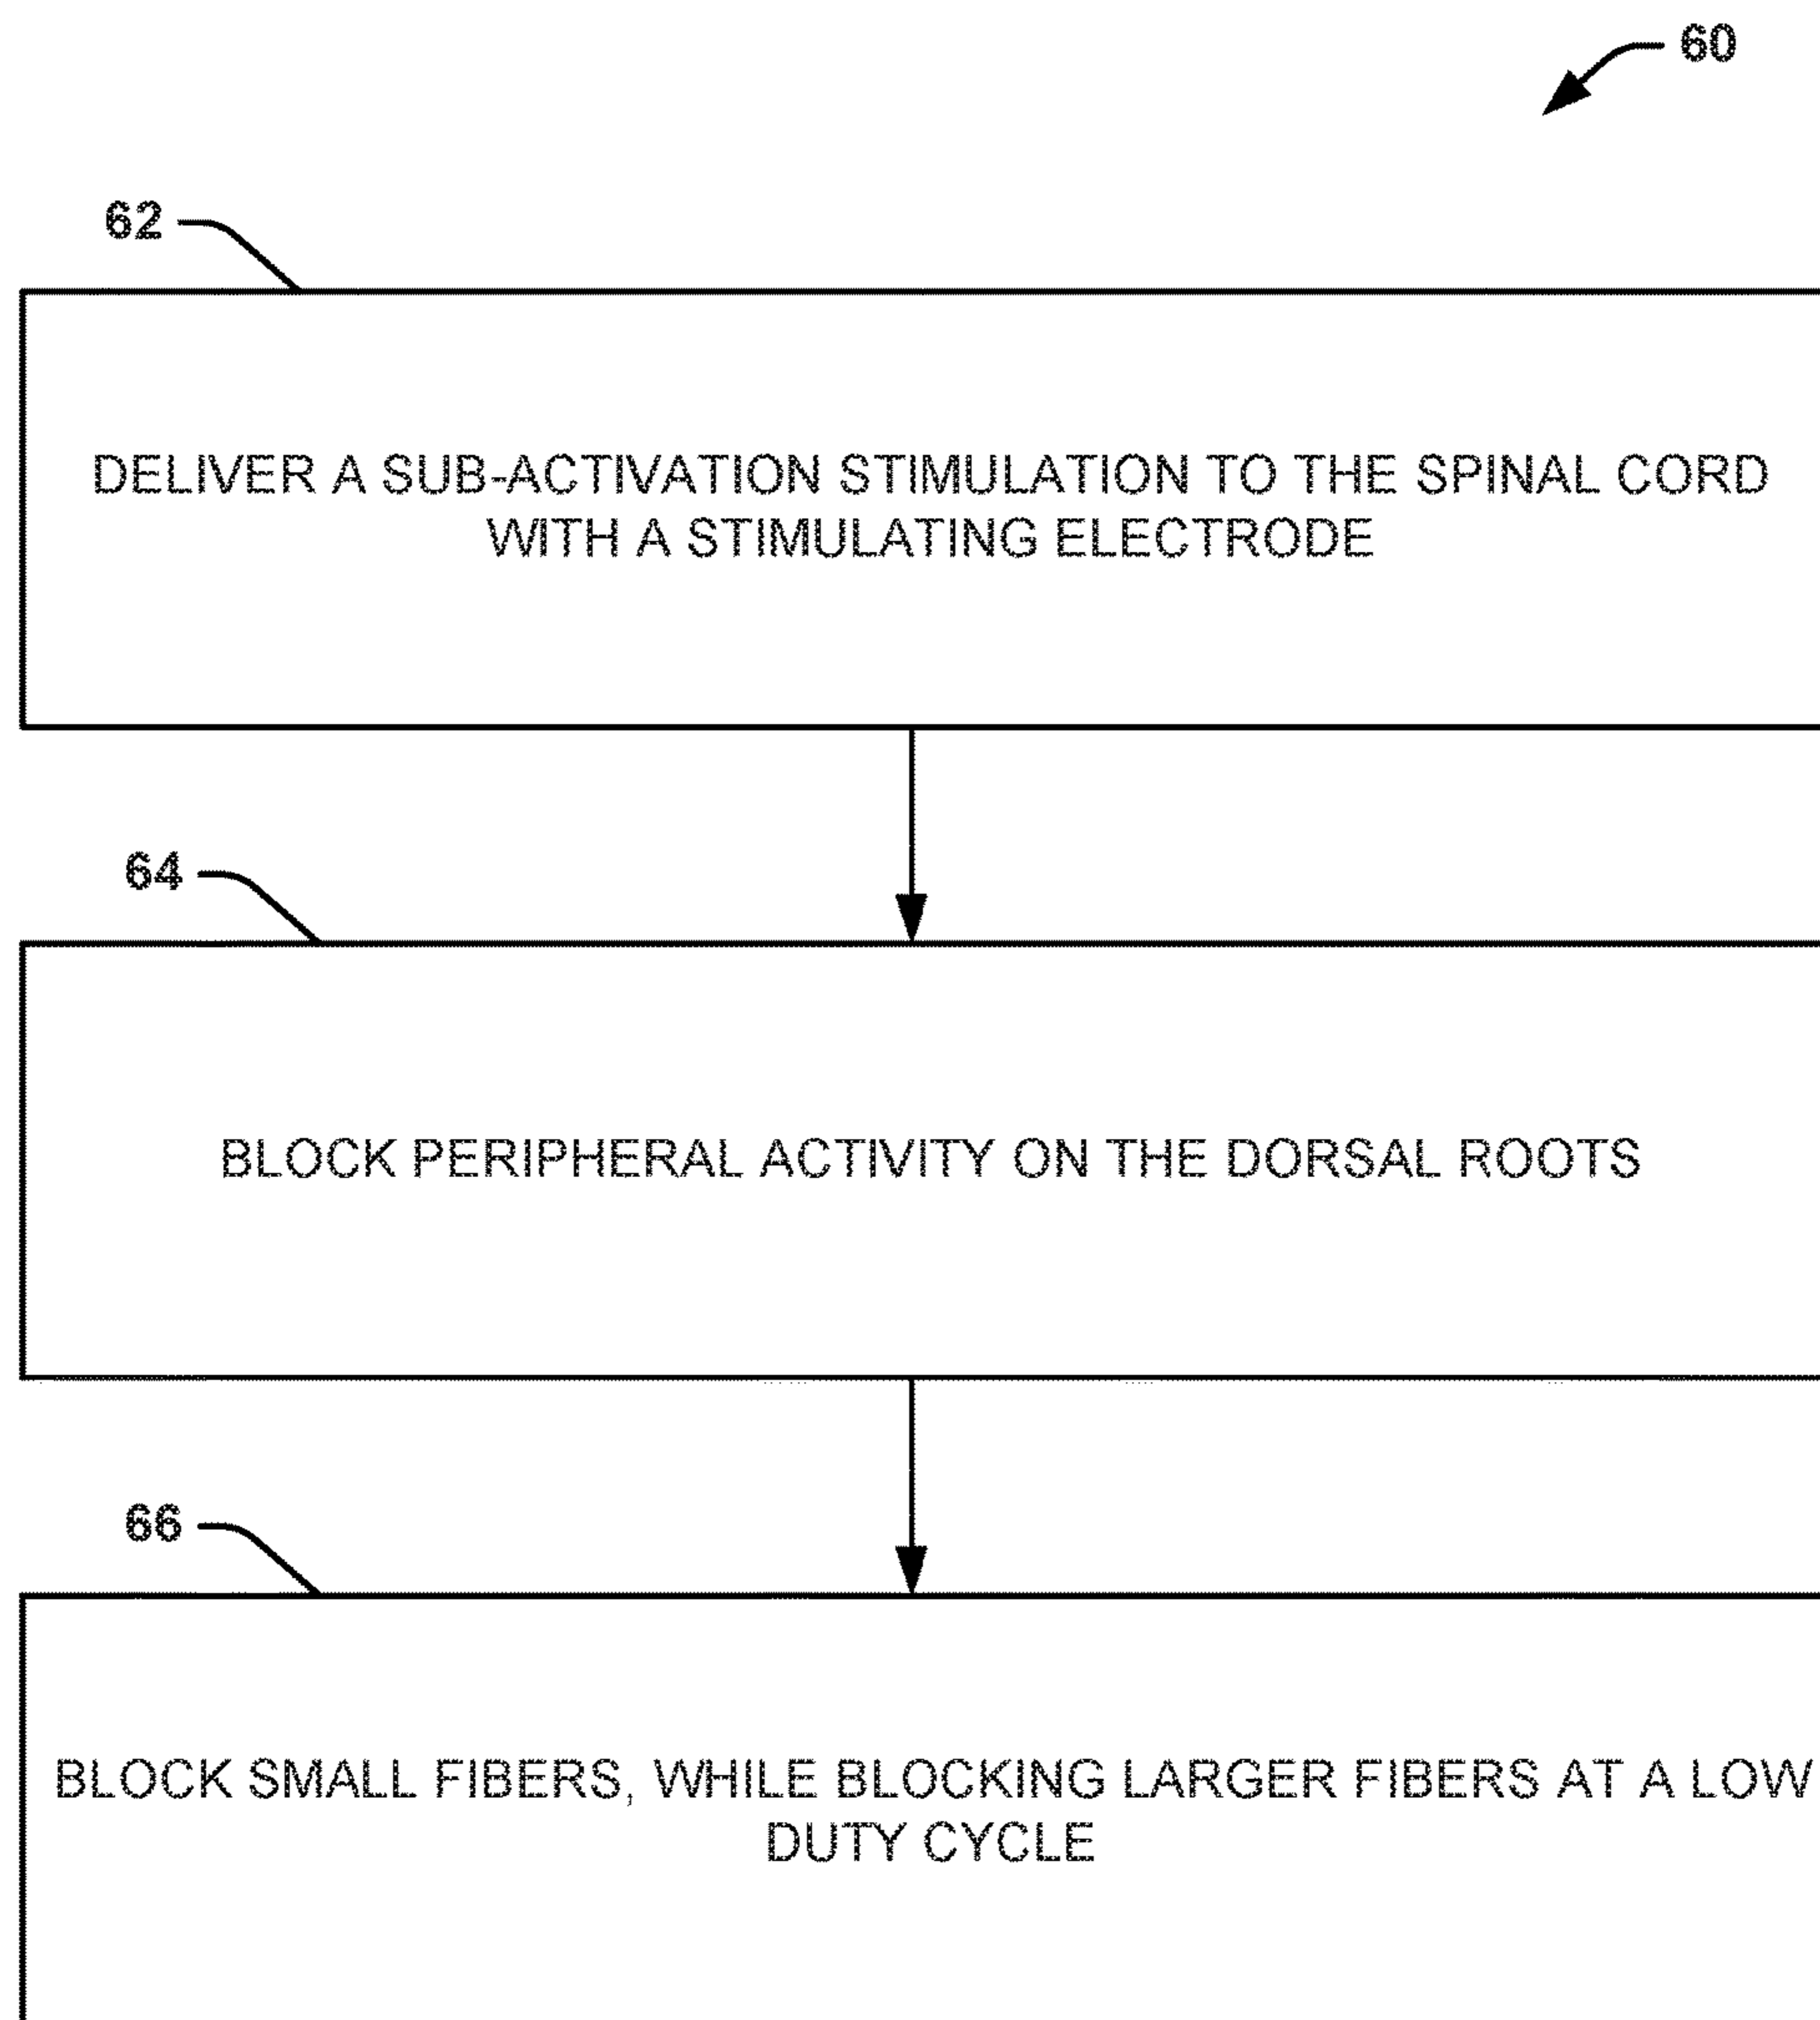 60
62
DELIVER A SUB-ACTIVATION STIMULATION TO THE SPINAL CORD
WITH A STIMULATING ELECTRODE
64
BLOCK PERIPHERAL ACTIVITY ON THE DORSAL ROOTS
66
BLOCK SMALL FIBERS, WHILE BLOCKING LARGER FIBERS AT A LOW
DUTY CYCLE